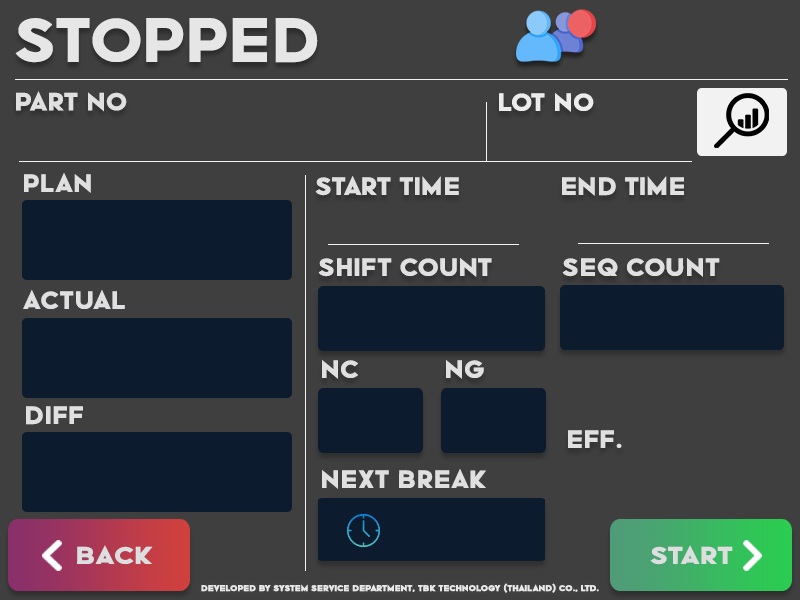 STOPPED
PART NO
LOT NO
PLAN
START TIME
END TIME
SHIFT COUNT
SEQ COUNT
ACTUAL
NC
NG
DIFF
EFF.
NEXT BREAK
BACK
START
DEVELOPED BY SYSTEM SERVICE DEPARTMENT, TBK TECHNOLOGY (THAILAND) CO., LTD.